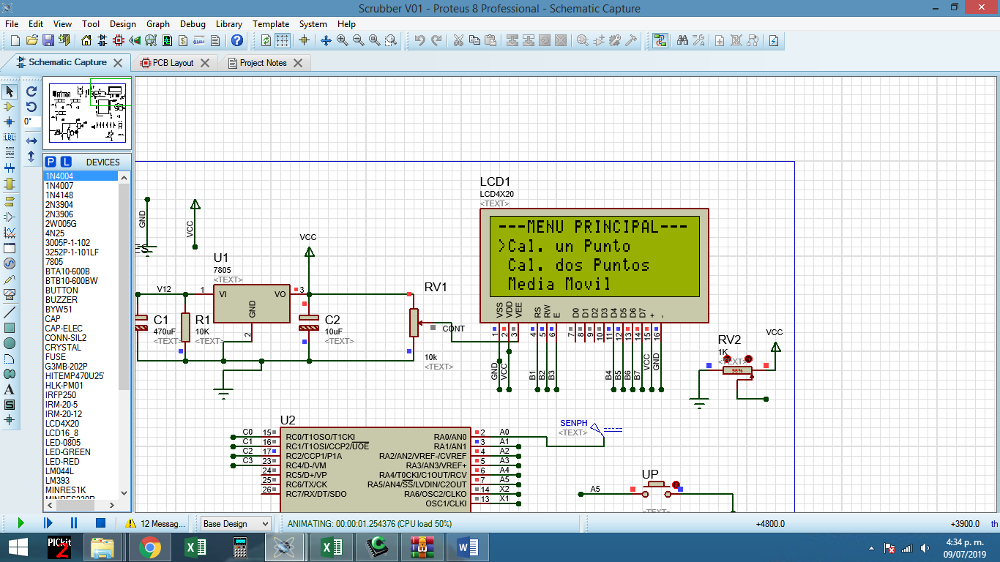 Scrubber V01 - Proteus 8 Professional - Schematic Capture
File Edit View Tool Design Graph Debug Library Template System Help
Schematic Capture
PCB Layout
Project Notes
0°
LBL
P L DEVICES
1N4004
1N4007
1N4148
2N3904
2N3906
2W005G
4N25
3005P-1-102
3252P-1-101LF
7805
BTA10-600B
BTB10-600BW
BUTTON
BUZZER
BYW51
CAP
CAP-ELEC
CONN-SIL2
CRYSTAL
FUSE
G3MB-202P
HITEMP470U25V
HLK-PM01
IRFP250
IRM-20-5
IRM-20-12
LCD4X20
LCD16_8
LED-0805
LED-GREEN
LED-RED
LM044L
LM393
MINRES1K
MINRES220R
GND
VCC
VCC
U1
7805
<TEXT>
V12
1
VI
VO
3
GND
2
C1
470uF
<TEXT>
R1
10K
<TEXT>
C2
10uF
<TEXT>
RV1
CONT
10k
<TEXT>
LCD1
LCD4X20
<TEXT>
---MENU PRINCIPAL---
>Cal. un Punto
Cal. dos Puntos
Media Movil
VSS VDD VEE RS RW E D0 D1 D2 D3 D4 D5 D6 D7 + -
1 2 3 4 5 6 7 8 9 10 11 12 13 14 15 16
GND VCC B1 B2 B3 B4 B5 B6 B7 VCC GND
RV2
1K
<TEXT>
VCC
96%
U2
C0 15 RC0/T1OSO/T1CKI RA0/AN0 2 A0
C1 16 RC1/T1OSI/CCP2/UOE RA1/AN1 3 A1
C2 17 RC2/CCP1/P1A RA2/AN2/VREF-/CVREF 4 A2
C3 23 RC4/D-/VM RA3/AN3/VREF+ 5 A3
24 RC5/D+/VP RA4/T0CKI/C1OUT/RCV 6 A4
25 RC6/TX/CK RA5/AN4/SS/LVDIN/C2OUT 7 A5
26 RC7/RX/DT/SDO RA6/OSC2/CLKO 14 X2
OSC1/CLKI 13 X1
SENPH
<TEXT>
UP
A5
12 Messag...
Base Design
ANIMATING: 00:00:01.254376 (CPU load 50%)
+4800.0
+3900.0
th
PICkit
2
4:34 p. m.
09/07/2019